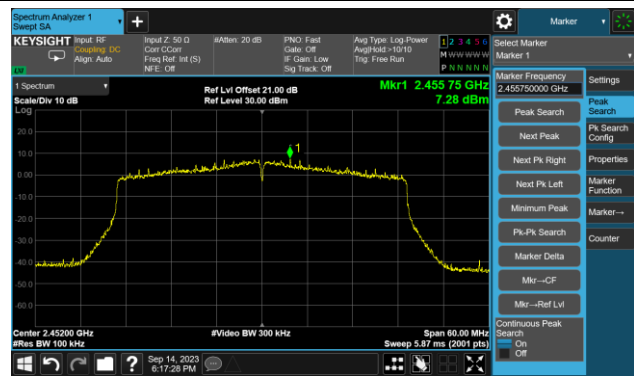 Spectrum Analyzer 1
Swept SA
Marker
KEYSIGHT
Input: RF
Coupling: DC
Align: Auto
Input Z: 50 Ω
Corr CCorr
Freq Ref: Int (S)
NFE: Off
#Atten: 20 dB
PNO: Fast
Gate: Off
IF Gain: Low
Sig Track: Off
Avg Type: Log-Power
Avg|Hold:>10/10
Trig: Free Run
1 2 3 4 5 6
M W W W W W
P N N N N N
Select Marker
Marker 1
1 Spectrum
Scale/Div 10 dB
Log
Ref Lvl Offset 21.00 dB
Ref Level 30.00 dBm
Mkr1 2.455 75 GHz
7.28 dBm
20.0
10.0
0.00
-10.0
-20.0
-30.0
-40.0
-50.0
-60.0
1
Center 2.45200 GHz
#Res BW 100 kHz
#Video BW 300 kHz
Span 60.00 MHz
Sweep 5.87 ms (2001 pts)
Marker Frequency
2.455750000 GHz
Peak Search
Next Peak
Next Pk Right
Next Pk Left
Minimum Peak
Pk-Pk Search
Marker Delta
Mkr→CF
Mkr→Ref Lvl
Continuous Peak
Search
On
Off
Settings
Peak
Search
Pk Search
Config
Properties
Marker
Function
Marker→
Counter
Sep 14, 2023
6:17:28 PM